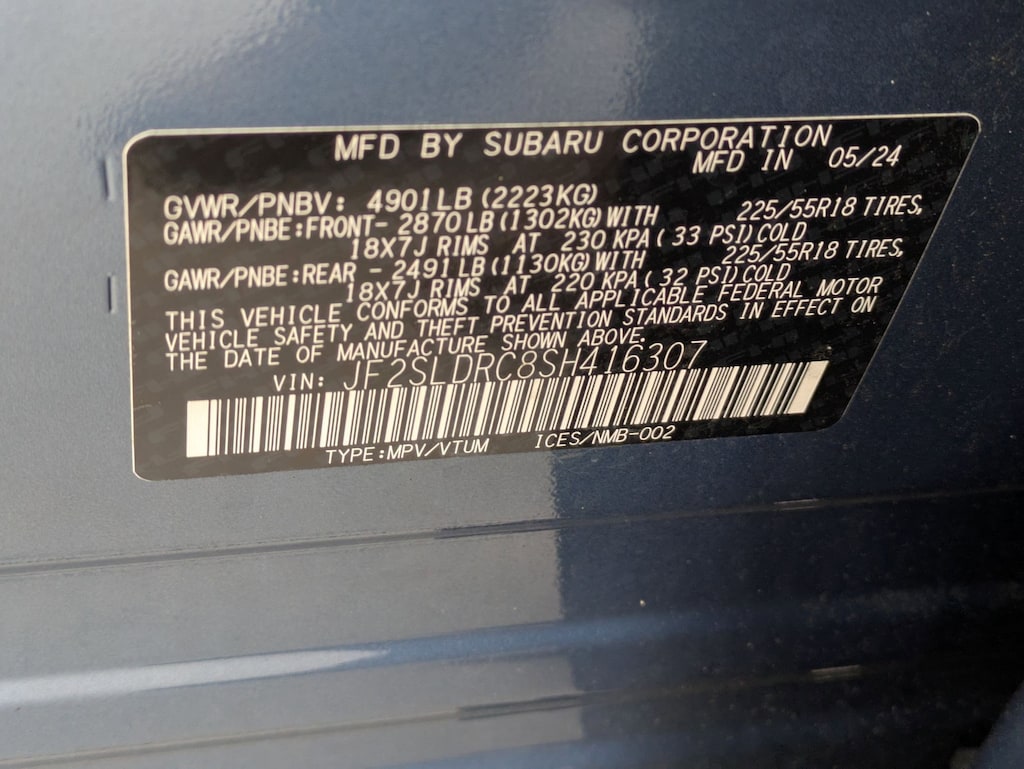 MFD BY SUBARU CORPORATION
MFD IN 05/24
GVWR/PNBV: 4901LB (2223KG)
GAWR/PNBE:FRONT- 2870LB (1302KG) WITH 225/55R18 TIRES,
18X7J RIMS AT 230 KPA ( 33 PSI) COLD
GAWR/PNBE:REAR - 2491LB (1130KG) WITH 225/55R18 TIRES,
18X7J RIMS AT 220 KPA ( 32 PSI) COLD
THIS VEHICLE CONFORMS TO ALL APPLICABLE FEDERAL MOTOR
VEHICLE SAFETY AND THEFT PREVENTION STANDARDS IN EFFECT ON
THE DATE OF MANUFACTURE SHOWN ABOVE.
VIN: JF2SLDRC8SH416307
TYPE:MPV/VTUM ICES/NMB-002